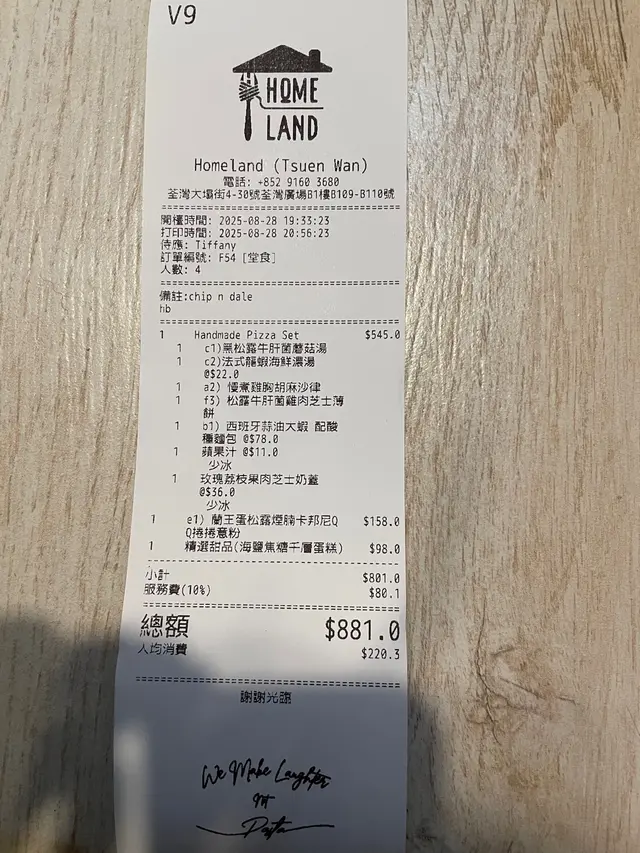 V9
HOME
LAND
Homeland (Tsuen Wan)
電話: +852 9160 3680
荃灣大壩街4-30號荃灣廣場B1樓B109-B110號
開檯時間: 2025-08-28 19:33:23
打印時間: 2025-08-28 20:56:23
侍應: Tiffany
訂單編號: F54 [堂食]
人數: 4
備註:chip n dale
hb
1 Handmade Pizza Set $545.0
1 c1)黑松露牛肝菌蘑菇湯
1 c2)法式龍蝦海鮮濃湯
@$22.0
1 a2) 慢煮雞胸胡麻沙律
1 f3) 松露牛肝菌雞肉芝士薄
餅
1 b1) 西班牙蒜油大蝦 配酸
種麵包 @$78.0
1 蘋果汁 @$11.0
少冰
1 玫瑰荔枝果肉芝士奶蓋
@$36.0
少冰
1 e1) 蘭王蛋松露煙腩卡邦尼Q
Q捲捲意粉 $158.0
1 精選甜品(海鹽焦糖千層蛋糕) $98.0
小計 $801.0
服務費(10%) $80.1
總額 $881.0
人均消費 $220.3
謝謝光臨
We Make Laughter
Pasta